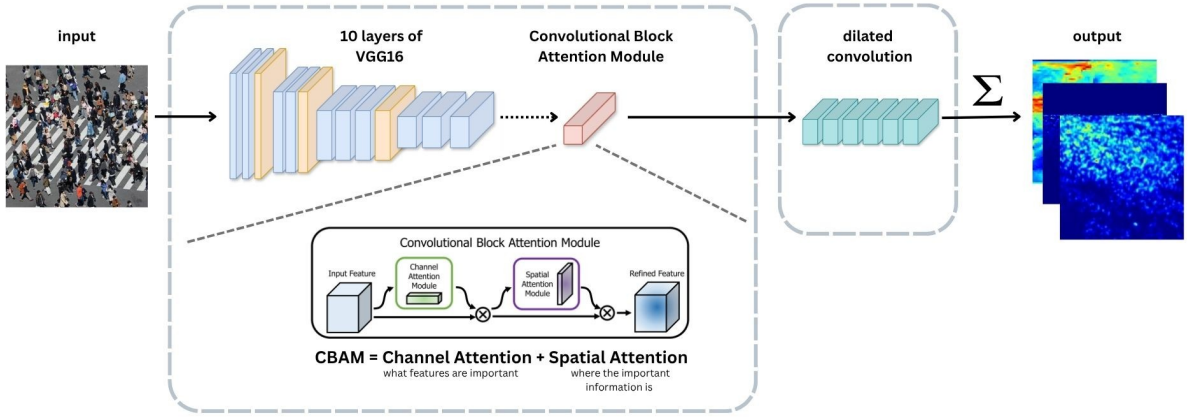 input
10 layers of
VGG16
Convolutional Block
Attention Module
dilated
convolution
output
Σ
Convolutional Block Attention Module
Input Feature
Channel
Attention
Module
Spatial
Attention
Module
Refined Feature
CBAM = Channel Attention + Spatial Attention
what features are important
where the important
information is